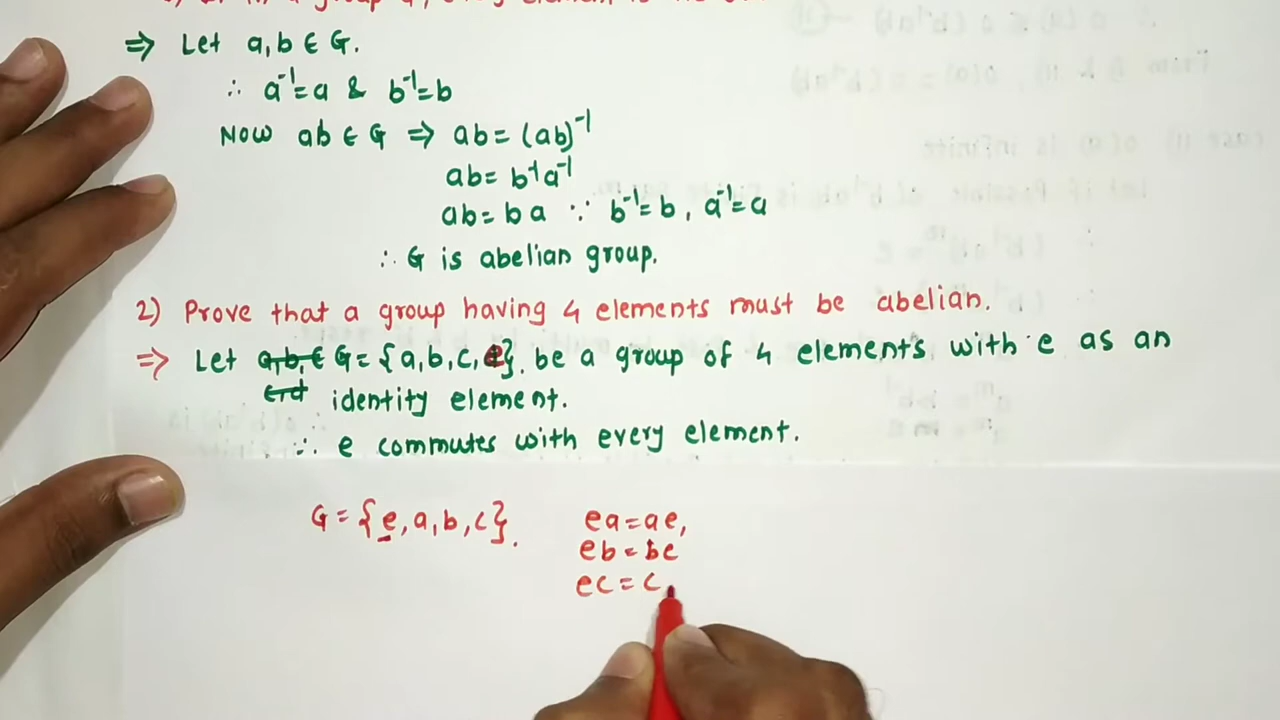 ⇒ Let a, b ∈ G.
∴ a⁻¹=a & b⁻¹=b
Now ab ∈ G ⇒ ab = (ab)⁻¹
ab = b⁻¹a⁻¹
ab = ba ∵ b⁻¹=b, a⁻¹=a
∴ G is abelian group.
2) Prove that a group having 4 elements must be abelian.
⇒ Let G = {a, b, c, e}. be a group of 4 elements with e as an
identity element.
∵ e commutes with every element.
G = {e, a, b, c}. ea = ae,
eb = be
ec = c